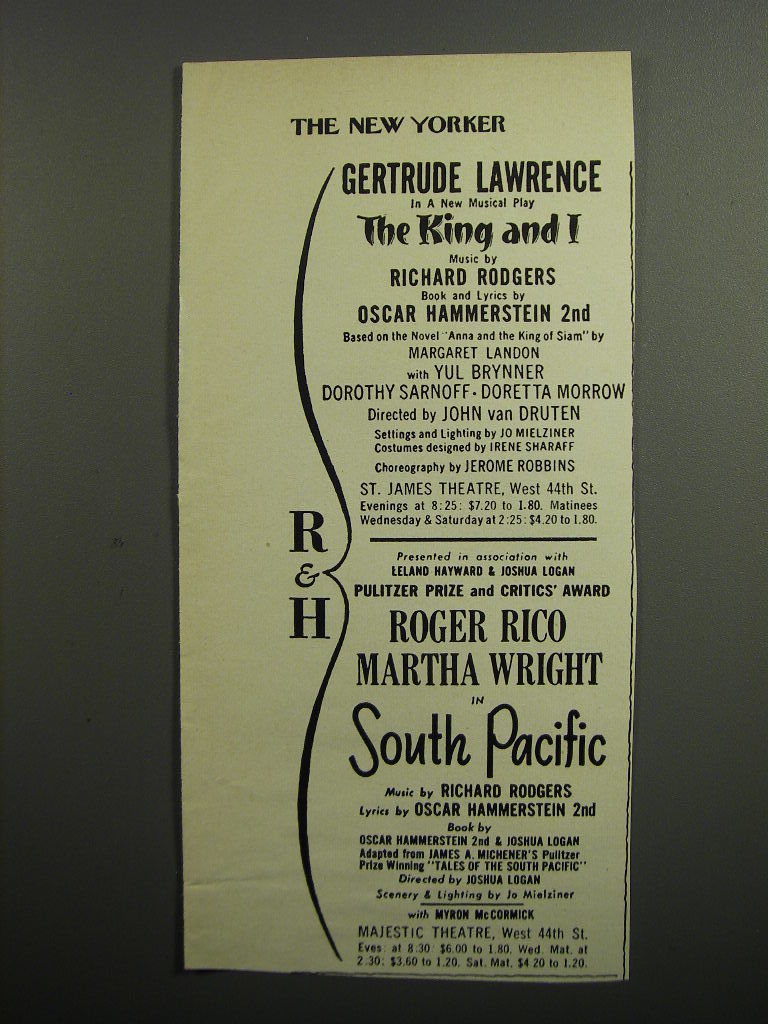 THE NEW YORKER
GERTRUDE LAWRENCE
In A New Musical Play
The King and I
Music by
RICHARD RODGERS
Book and Lyrics by
OSCAR HAMMERSTEIN 2nd
Based on the Novel "Anna and the King of Siam" by
MARGARET LANDON
with YUL BRYNNER
DOROTHY SARNOFF · DORETTA MORROW
Directed by JOHN van DRUTEN
Settings and Lighting by JO MIELZINER
Costumes designed by IRENE SHARAFF
Choreography by JEROME ROBBINS
ST. JAMES THEATRE, West 44th St.
Evenings at 8:25: $7.20 to 1.80. Matinees
Wednesday & Saturday at 2:25: $4.20 to 1.80.
R
&
H
Presented in association with
LELAND HAYWARD & JOSHUA LOGAN
PULITZER PRIZE and CRITICS' AWARD
ROGER RICO
MARTHA WRIGHT
IN
South Pacific
Music by RICHARD RODGERS
Lyrics by OSCAR HAMMERSTEIN 2nd
Book by
OSCAR HAMMERSTEIN 2nd & JOSHUA LOGAN
Adapted from JAMES A. MICHENER'S Pulitzer
Prize Winning "TALES OF THE SOUTH PACIFIC"
Directed by JOSHUA LOGAN
Scenery & Lighting by Jo Mielziner
with MYRON McCORMICK
MAJESTIC THEATRE, West 44th St.
Eves. at 8:30: $6.00 to 1.80. Wed. Mat. at
2.30: $3.60 to 1.20. Sat. Mat. $4.20 to 1.20.